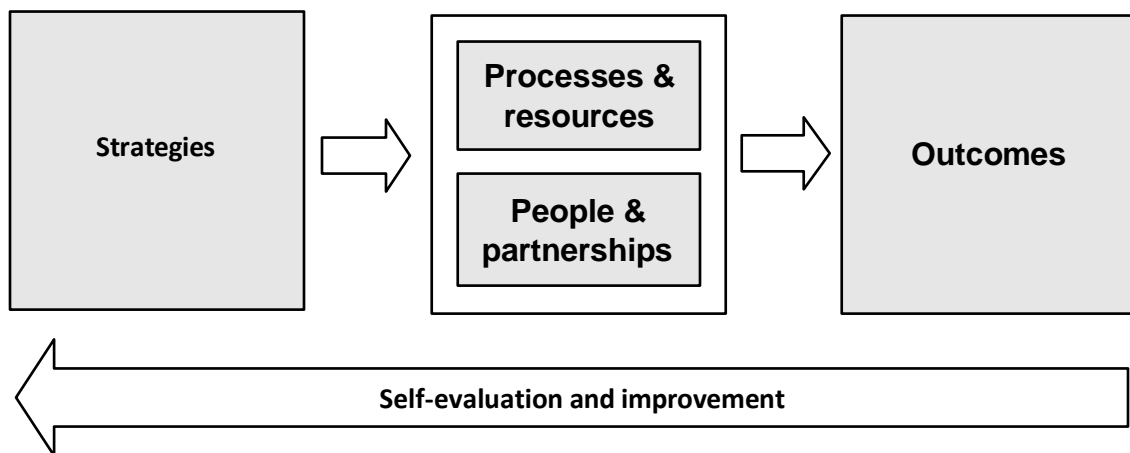 Strategies
Processes &
resources
People &
partnerships
Outcomes
Self-evaluation and improvement